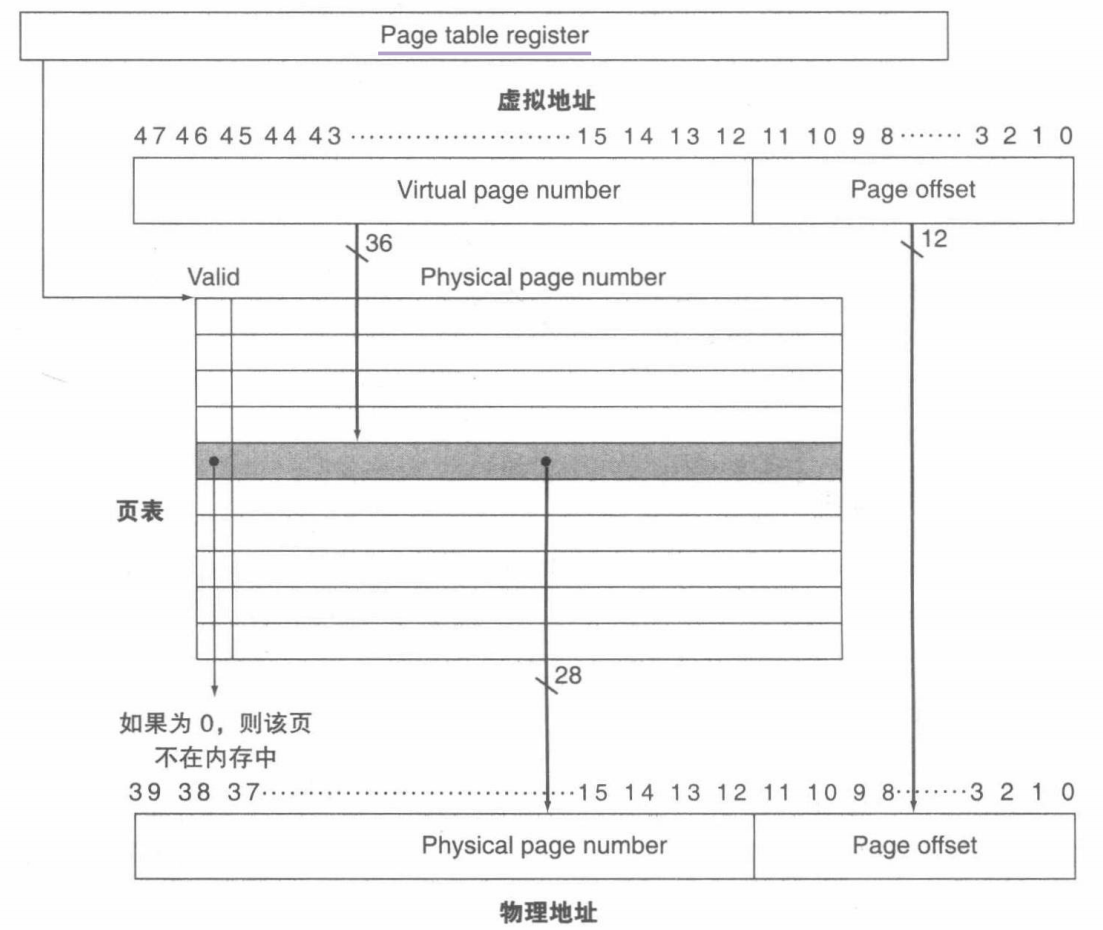 Page table register
虚拟地址
47 46 45 44 43 ························ 15 14 13 12 11 10 9 8 ······· 3 2 1 0
Virtual page number Page offset
36 12
Valid Physical page number
页表
28
如果为 0，则该页
不在内存中
39 38 37 ·································· 15 14 13 12 11 10 9 8 ········ 3 2 1 0
Physical page number Page offset
物理地址